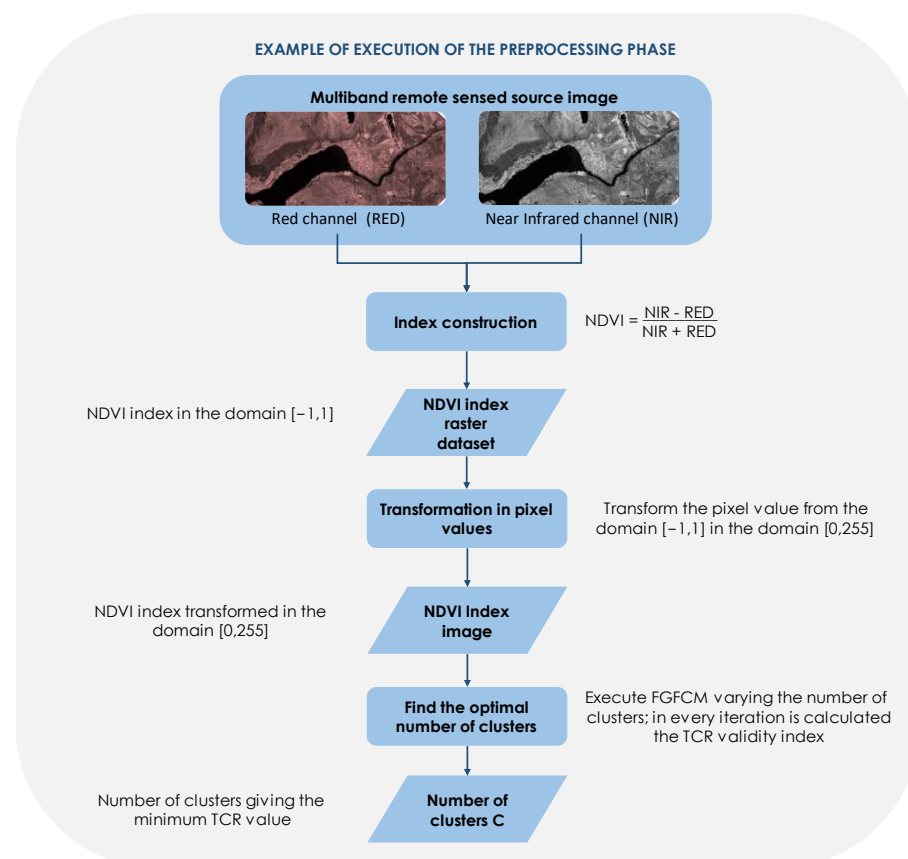 EXAMPLE OF EXECUTION OF THE PREPROCESSING PHASE
Multiband remote sensed source image
Red channel (RED)
Near Infrared channel (NIR)
Index construction
NDVI = NIR - RED
NIR + RED
NDVI index in the domain [−1,1]
NDVI index
raster
dataset
Transformation in pixel
values
Transform the pixel value from the
domain [−1,1] in the domain [0,255]
NDVI index transformed in the
domain [0,255]
NDVI Index
image
Find the optimal
number of clusters
Execute FGFCM varying the number of
clusters; in every iteration is calculated
the TCR validity index
Number of clusters giving the
minimum TCR value
Number of
clusters C